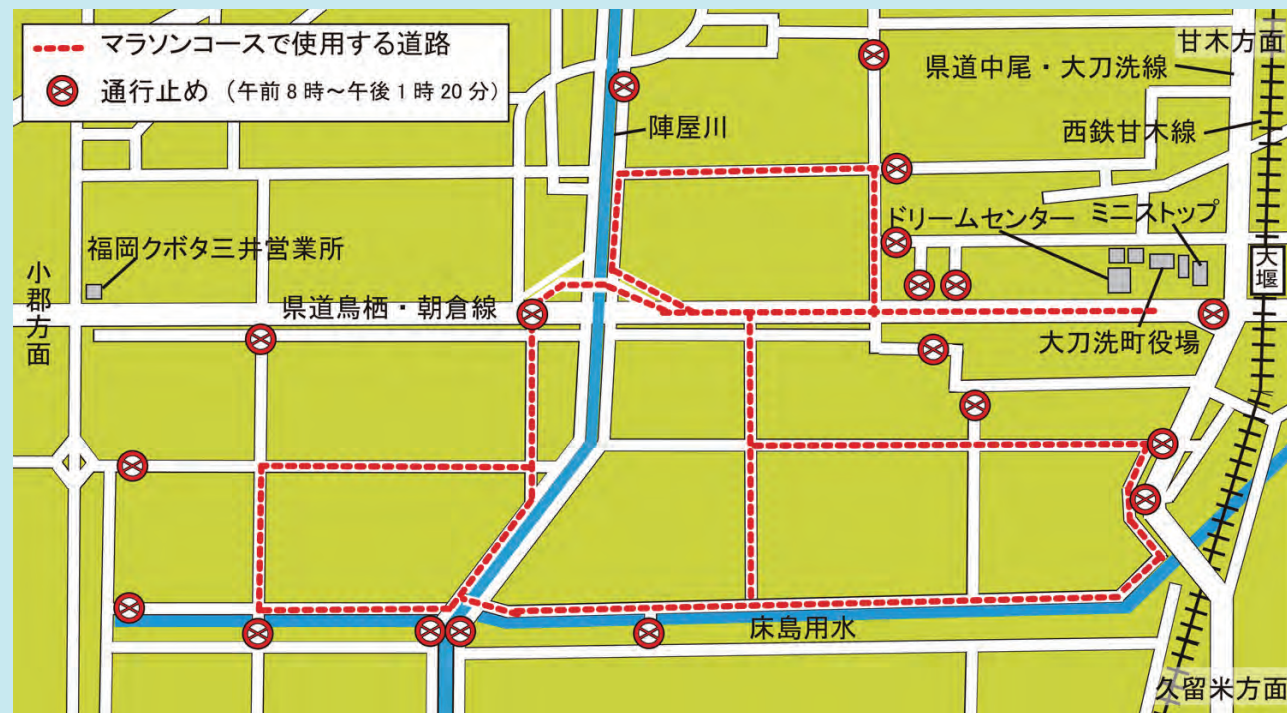 マラソンコースで使用する道路
通行止め（午前8時～午後1時20分）
甘木方面
県道中尾・大刀洗線
陣屋川
西鉄甘木線
ドリームセンター
ミニストップ
福岡クボタ三井営業所
小郡方面
大堰
県道鳥栖・朝倉線
大刀洗町役場
床島用水
久留米方面